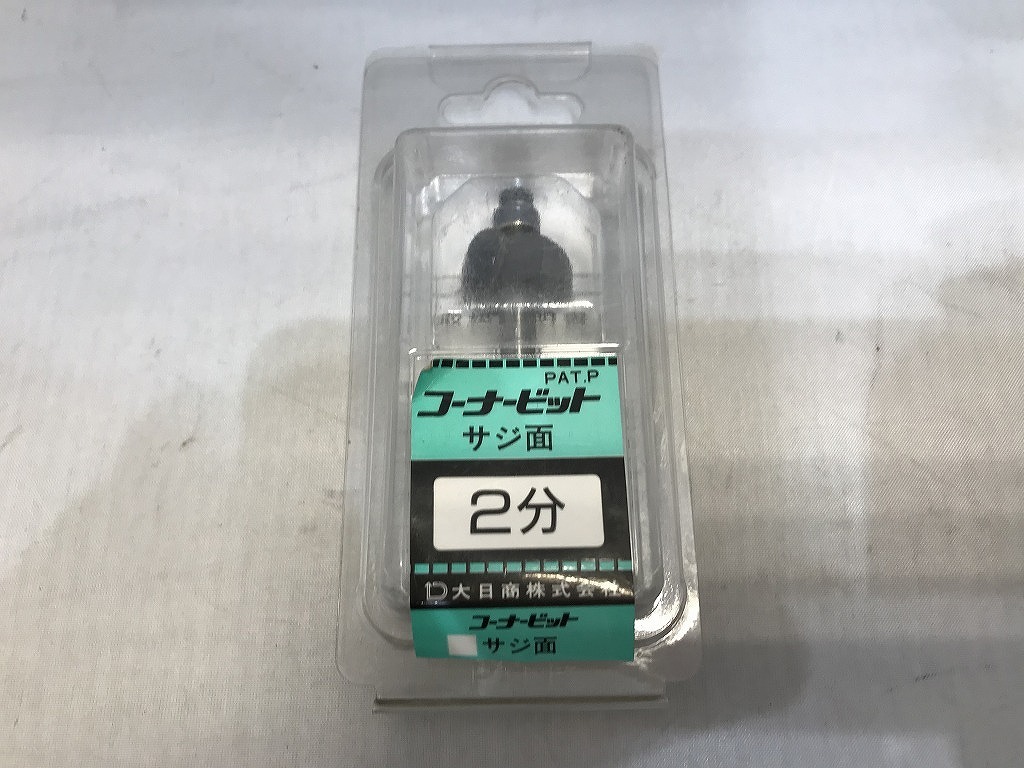 PAT.P
コーナービット
サジ面
2分
大日商株式会社
コーナービット
サジ面